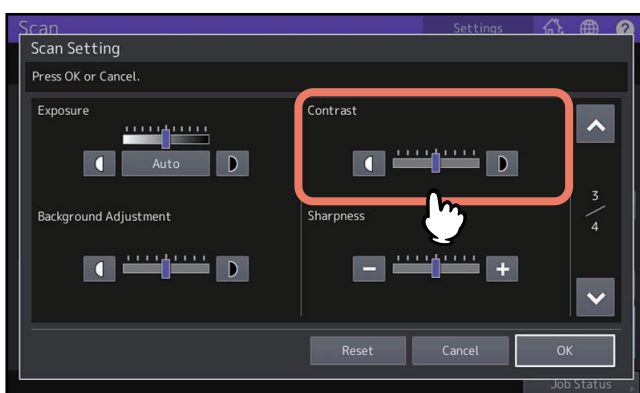 Scan
Settings
Scan Setting
Press OK or Cancel.
Exposure
Auto
Contrast
Background Adjustment
Sharpness
3
4
Reset
Cancel
OK
Job Status